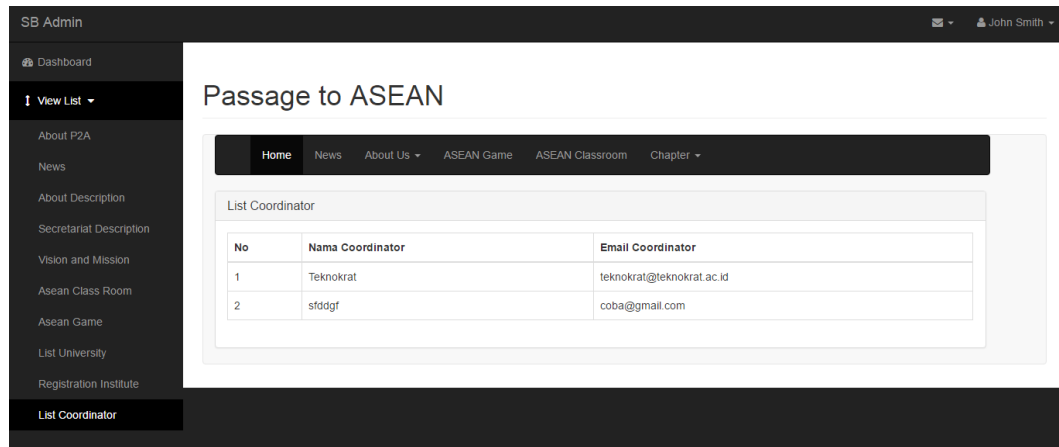 SB Admin
John Smith
Dashboard
View List
About P2A
News
About Description
Secretariat Description
Vision and Mission
Asean Class Room
Asean Game
List University
Registration Institute
List Coordinator
Passage to ASEAN
Home News About Us ASEAN Game ASEAN Classroom Chapter
List Coordinator
No Nama Coordinator Email Coordinator
1 Teknokrat teknokrat@teknokrat.ac.id
2 sfddgf coba@gmail.com